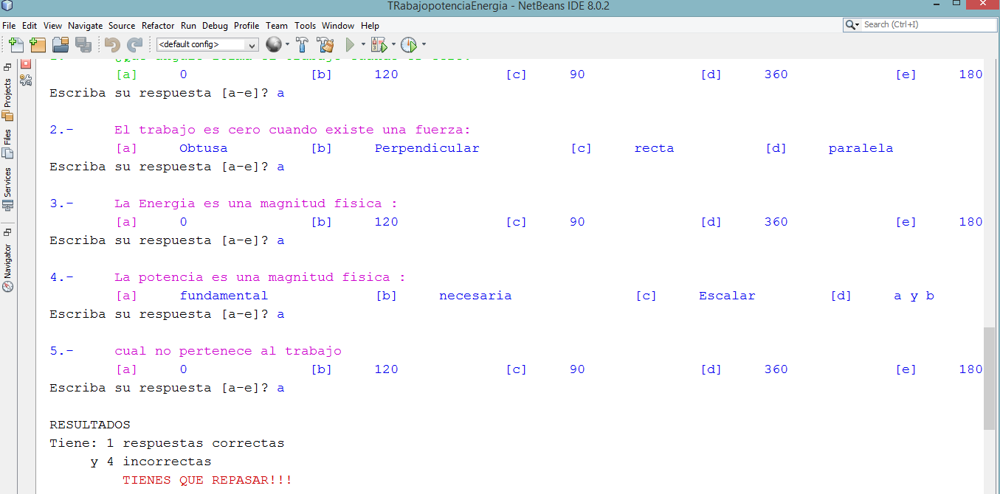 TRabajopotenciaEnergia - NetBeans IDE 8.0.2
File Edit View Navigate Source Refactor Run Debug Profile Team Tools Window Help
Search (Ctrl+I)
<default config>
Projects
Files
Services
Navigator
[a] 0 [b] 120 [c] 90 [d] 360 [e] 180
Escriba su respuesta [a-e]? a
2.- El trabajo es cero cuando existe una fuerza:
[a] Obtusa [b] Perpendicular [c] recta [d] paralela
Escriba su respuesta [a-e]? a
3.- La Energia es una magnitud fisica :
[a] 0 [b] 120 [c] 90 [d] 360 [e] 180
Escriba su respuesta [a-e]? a
4.- La potencia es una magnitud fisica :
[a] fundamental [b] necesaria [c] Escalar [d] a y b
Escriba su respuesta [a-e]? a
5.- cual no pertenece al trabajo
[a] 0 [b] 120 [c] 90 [d] 360 [e] 180
Escriba su respuesta [a-e]? a
RESULTADOS
Tiene: 1 respuestas correctas
y 4 incorrectas
TIENES QUE REPASAR!!!